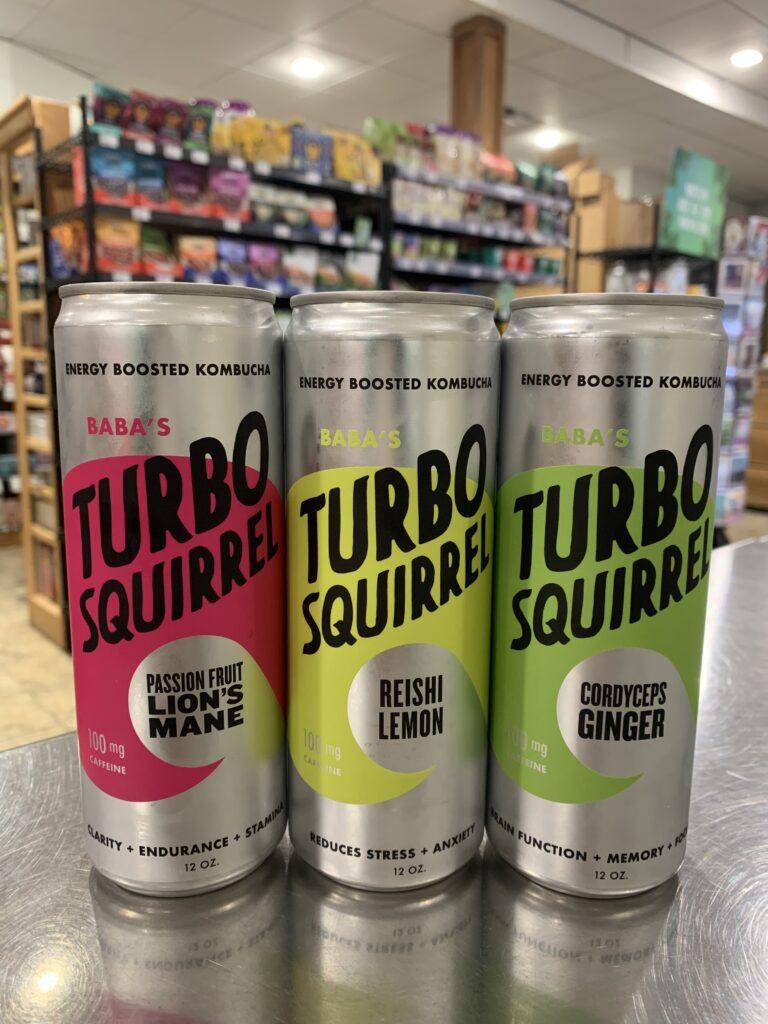 ENERGY BOOSTED KOMBUCHA
BABA'S
TURBO
SQUIRREL
PASSION FRUIT
LION'S
MANE
100 mg
CAFFEINE
CLARITY + ENDURANCE + STAMINA
12 OZ.
ENERGY BOOSTED KOMBUCHA
BABA'S
TURBO
SQUIRREL
REISHI
LEMON
100 mg
CAFFEINE
REDUCES STRESS + ANXIETY
12 OZ.
ENERGY BOOSTED KOMBUCHA
BABA'S
TURBO
SQUIRREL
CORDYCEPS
GINGER
100 mg
CAFFEINE
BRAIN FUNCTION + MEMORY +
12 OZ.